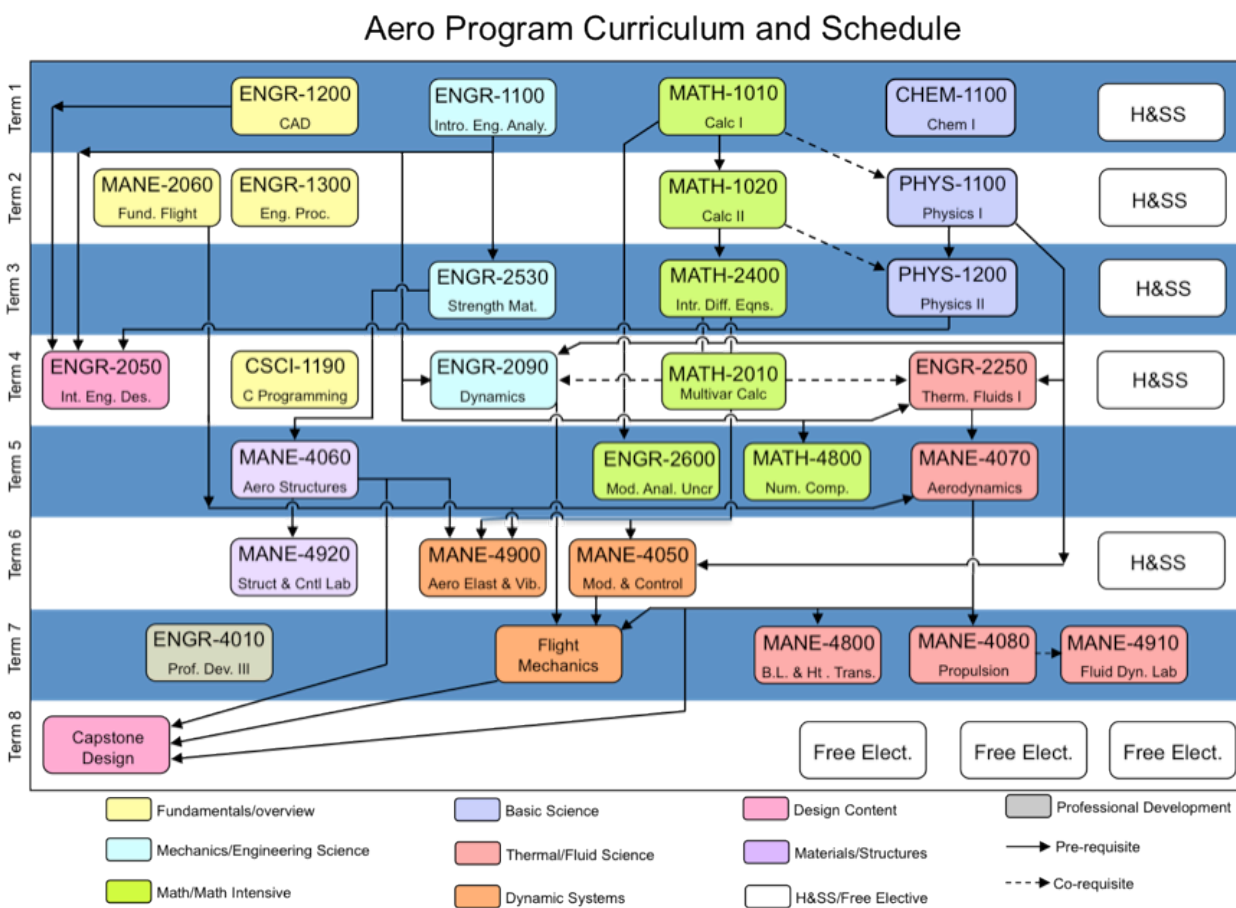 Aero Program Curriculum and Schedule
Term 1
ENGR-1200
CAD
ENGR-1100
Intro. Eng. Analy.
MATH-1010
Calc I
CHEM-1100
Chem I
H&SS
Term 2
MANE-2060
Fund. Flight
ENGR-1300
Eng. Proc.
MATH-1020
Calc II
PHYS-1100
Physics I
H&SS
Term 3
ENGR-2530
Strength Mat.
MATH-2400
Intr. Diff. Eqns.
PHYS-1200
Physics II
H&SS
Term 4
ENGR-2050
Int. Eng. Des.
CSCI-1190
C Programming
ENGR-2090
Dynamics
MATH-2010
Multivar Calc
ENGR-2250
Therm. Fluids I
H&SS
Term 5
MANE-4060
Aero Structures
ENGR-2600
Mod. Anal. Uncr
MATH-4800
Num. Comp.
MANE-4070
Aerodynamics
Term 6
MANE-4920
Struct & Cntl Lab
MANE-4900
Aero Elast & Vib.
MANE-4050
Mod. & Control
H&SS
Term 7
ENGR-4010
Prof. Dev. III
Flight
Mechanics
MANE-4800
B.L. & Ht . Trans.
MANE-4080
Propulsion
MANE-4910
Fluid Dyn. Lab
Term 8
Capstone
Design
Free Elect.
Free Elect.
Free Elect.
Fundamentals/overview
Basic Science
Design Content
Professional Development
Mechanics/Engineering Science
Thermal/Fluid Science
Materials/Structures
Pre-requisite
Math/Math Intensive
Dynamic Systems
H&SS/Free Elective
Co-requisite